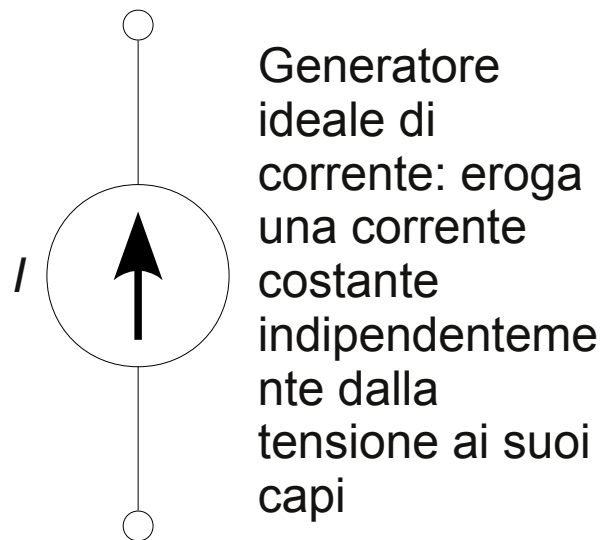 I
Generatore
ideale di
corrente: eroga
una corrente
costante
indipendenteme
nte dalla
tensione ai suoi
capi